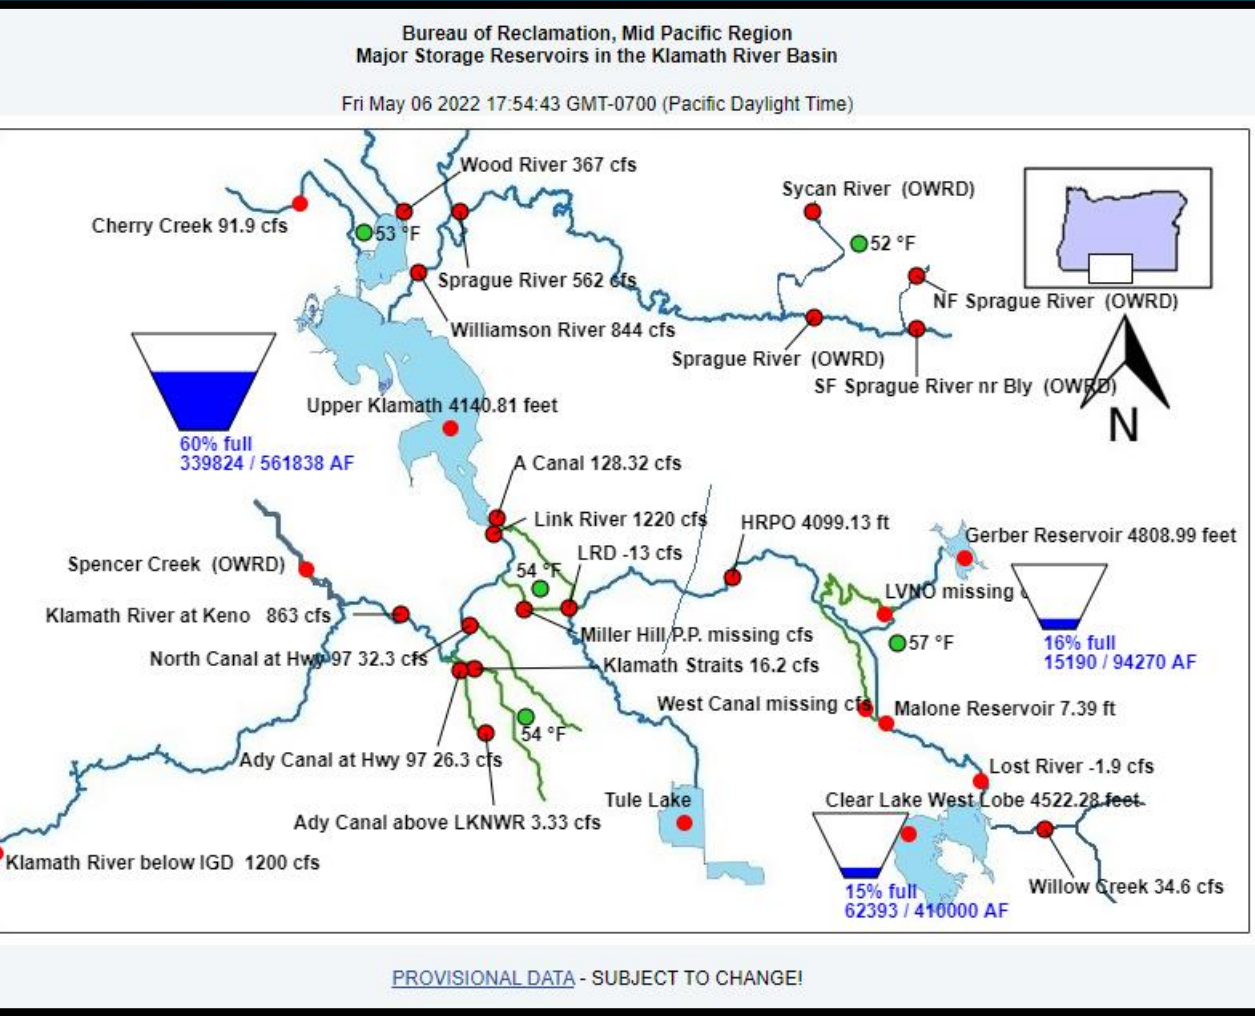 Bureau of Reclamation, Mid Pacific Region
Major Storage Reservoirs in the Klamath River Basin
Fri May 06 2022 17:54:43 GMT-0700 (Pacific Daylight Time)
Wood River 367 cfs
Sycan River (OWRD)
Cherry Creek 91.9 cfs
53 °F
52 °F
Sprague River 562 cfs
NF Sprague River (OWRD)
Williamson River 844 cfs
Sprague River (OWRD)
SF Sprague River nr Bly (OWRD)
N
Upper Klamath 4140.81 feet
60% full
339824 / 561838 AF
A Canal 128.32 cfs
Link River 1220 cfs
HRPO 4099.13 ft
Gerber Reservoir 4808.99 feet
LRD -13 cfs
Spencer Creek (OWRD)
54 °F
LVNO missing
Klamath River at Keno 863 cfs
Miller Hill P.P. missing cfs
57 °F
16% full
15190 / 94270 AF
North Canal at Hwy 97 32.3 cfs
Klamath Straits 16.2 cfs
West Canal missing cfs
Malone Reservoir 7.39 ft
54 °F
Ady Canal at Hwy 97 26.3 cfs
Lost River -1.9 cfs
Tule Lake
Clear Lake West Lobe 4522.28 feet
Ady Canal above LKNWR 3.33 cfs
Klamath River below IGD 1200 cfs
15% full
62393 / 410000 AF
Willow Creek 34.6 cfs
PROVISIONAL DATA - SUBJECT TO CHANGE!